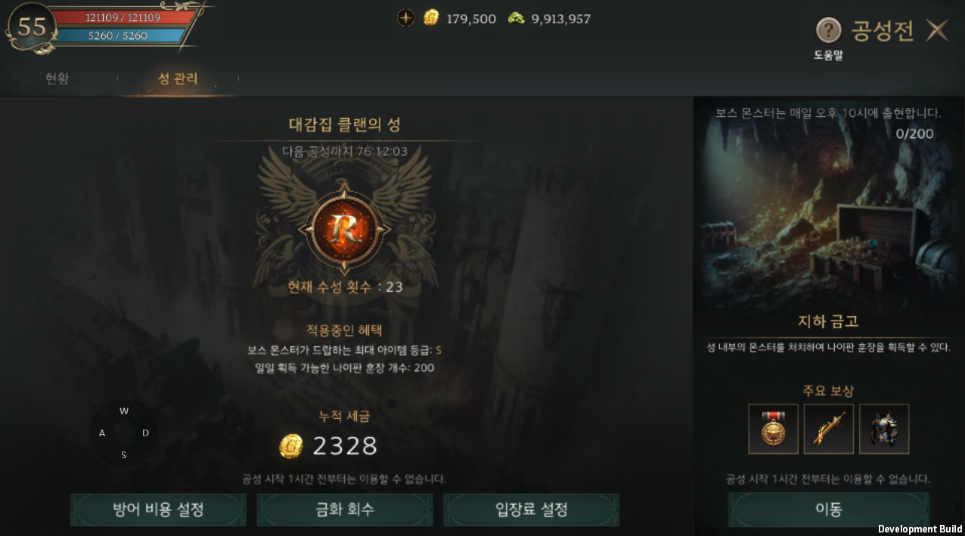 55
121109 / 121109
5260 / 5260
179,500
9,913,957
?
도움말
공성전
현황
성 관리
대감집 클랜의 성
다음 공성까지 76:12:03
R
현재 수성 횟수 : 23
적용중인 혜택
보스 몬스터가 드랍하는 최대 아이템 등급: S
일일 획득 가능한 나이판 훈장 개수: 200
누적 세금
G
2328
공성 시작 1시간 전부터는 이용할 수 없습니다.
방어 비용 설정
금화 회수
입장료 설정
W
A
D
S
보스 몬스터는 매일 오후 10시에 출현합니다.
0/200
지하 금고
성 내부의 몬스터를 처치하여 나이판 훈장을 획득할 수 있다.
주요 보상
공성 시작 1시간 전부터는 이용할 수 없습니다.
이동
Development Build